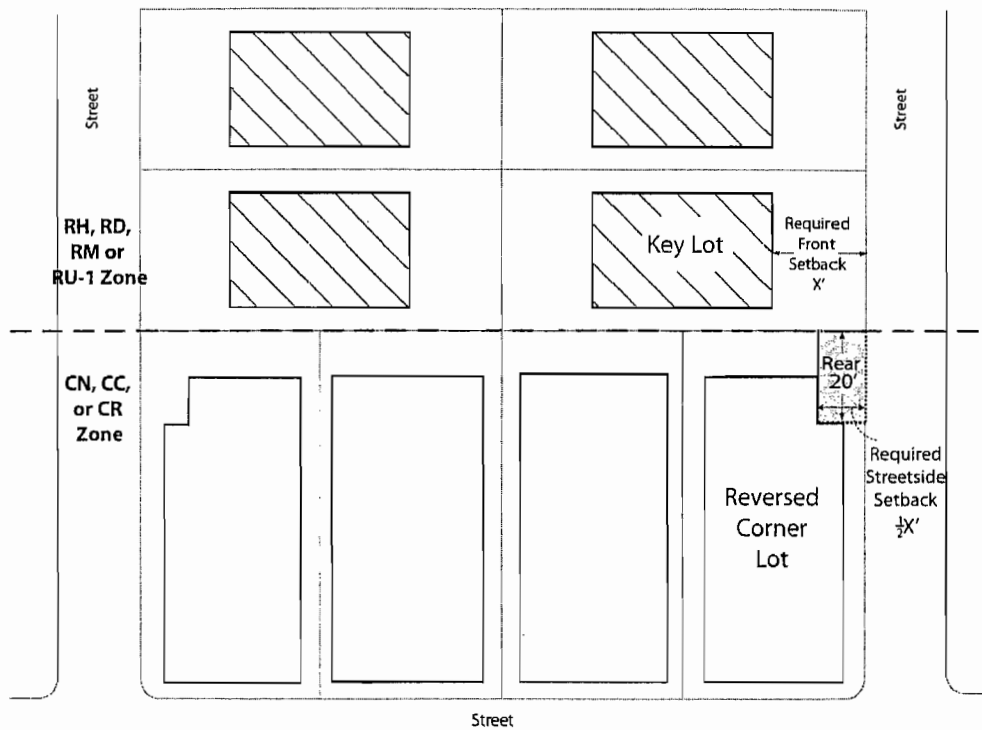 Street
Street
RH, RD,
RM or
RU-1 Zone
Key Lot
Required
Front
Setback
X'
CN, CC,
or CR
Zone
Rear
20'
Required
Streetside
Setback
½X'
Reversed
Corner
Lot
Street